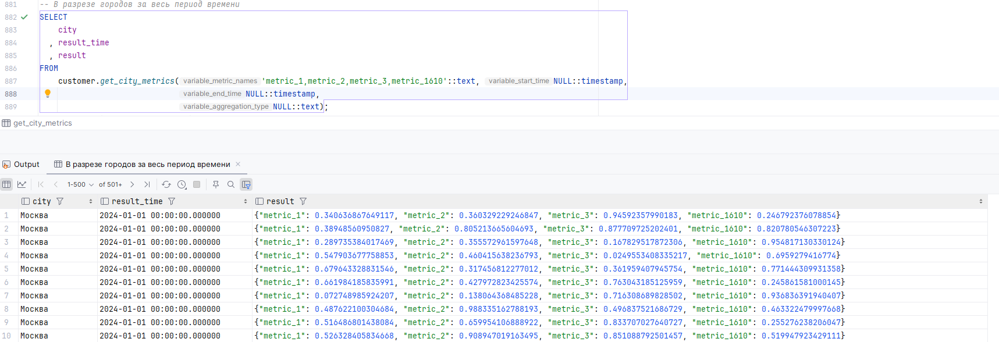 881 -- В разрезе городов за весь период времени
882 SELECT
883 city
884 , result_time
885 , result
886 FROM
887 customer.get_city_metrics( variable_metric_names 'metric_1,metric_2,metric_3,metric_1610'::text, variable_start_time NULL::timestamp,
888 variable_end_time NULL::timestamp,
889 variable_aggregation_type NULL::text);
get_city_metrics
Output В разрезе городов за весь период времени ×
1-500 of 501+
city result_time result
1 Москва 2024-01-01 00:00:00.000000 {"metric_1": 0.340636867649117, "metric_2": 0.360329229246847, "metric_3": 0.94592357990183, "metric_1610": 0.246792376078854}
2 Москва 2024-01-01 00:00:00.000000 {"metric_1": 0.38948560950827, "metric_2": 0.805213665604693, "metric_3": 0.877709725202401, "metric_1610": 0.820780546307223}
3 Москва 2024-01-01 00:00:00.000000 {"metric_1": 0.289735384017469, "metric_2": 0.355572961597648, "metric_3": 0.167829517872306, "metric_1610": 0.954817130330124}
4 Москва 2024-01-01 00:00:00.000000 {"metric_1": 0.547903677758853, "metric_2": 0.460415638236793, "metric_3": 0.0249553408335217, "metric_1610": 0.6959279416774}
5 Москва 2024-01-01 00:00:00.000000 {"metric_1": 0.679643328831546, "metric_2": 0.317456812277012, "metric_3": 0.361959407945754, "metric_1610": 0.771444309931358}
6 Москва 2024-01-01 00:00:00.000000 {"metric_1": 0.661984185835991, "metric_2": 0.427972823425574, "metric_3": 0.763043185125959, "metric_1610": 0.245861581000145}
7 Москва 2024-01-01 00:00:00.000000 {"metric_1": 0.072748985924207, "metric_2": 0.138064368485228, "metric_3": 0.716308689828502, "metric_1610": 0.936836391940407}
8 Москва 2024-01-01 00:00:00.000000 {"metric_1": 0.487622100304684, "metric_2": 0.988335162788193, "metric_3": 0.496837521686729, "metric_1610": 0.463322479997668}
9 Москва 2024-01-01 00:00:00.000000 {"metric_1": 0.516486801438084, "metric_2": 0.659954106888922, "metric_3": 0.833707027640727, "metric_1610": 0.255276238206047}
10 Москва 2024-01-01 00:00:00.000000 {"metric_1": 0.526328405834668, "metric_2": 0.908947019163495, "metric_3": 0.851088792501457, "metric_1610": 0.519947923429111}